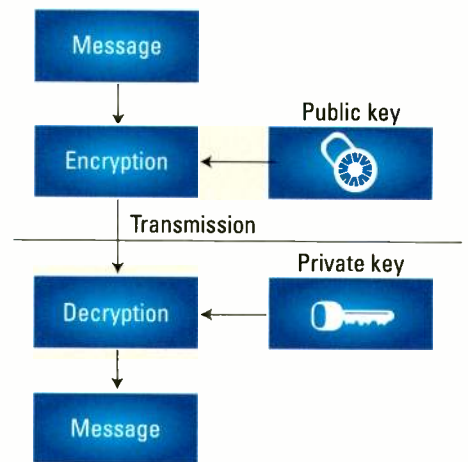 Message
Public key
Encryption
Transmission
Private key
Decryption
Message